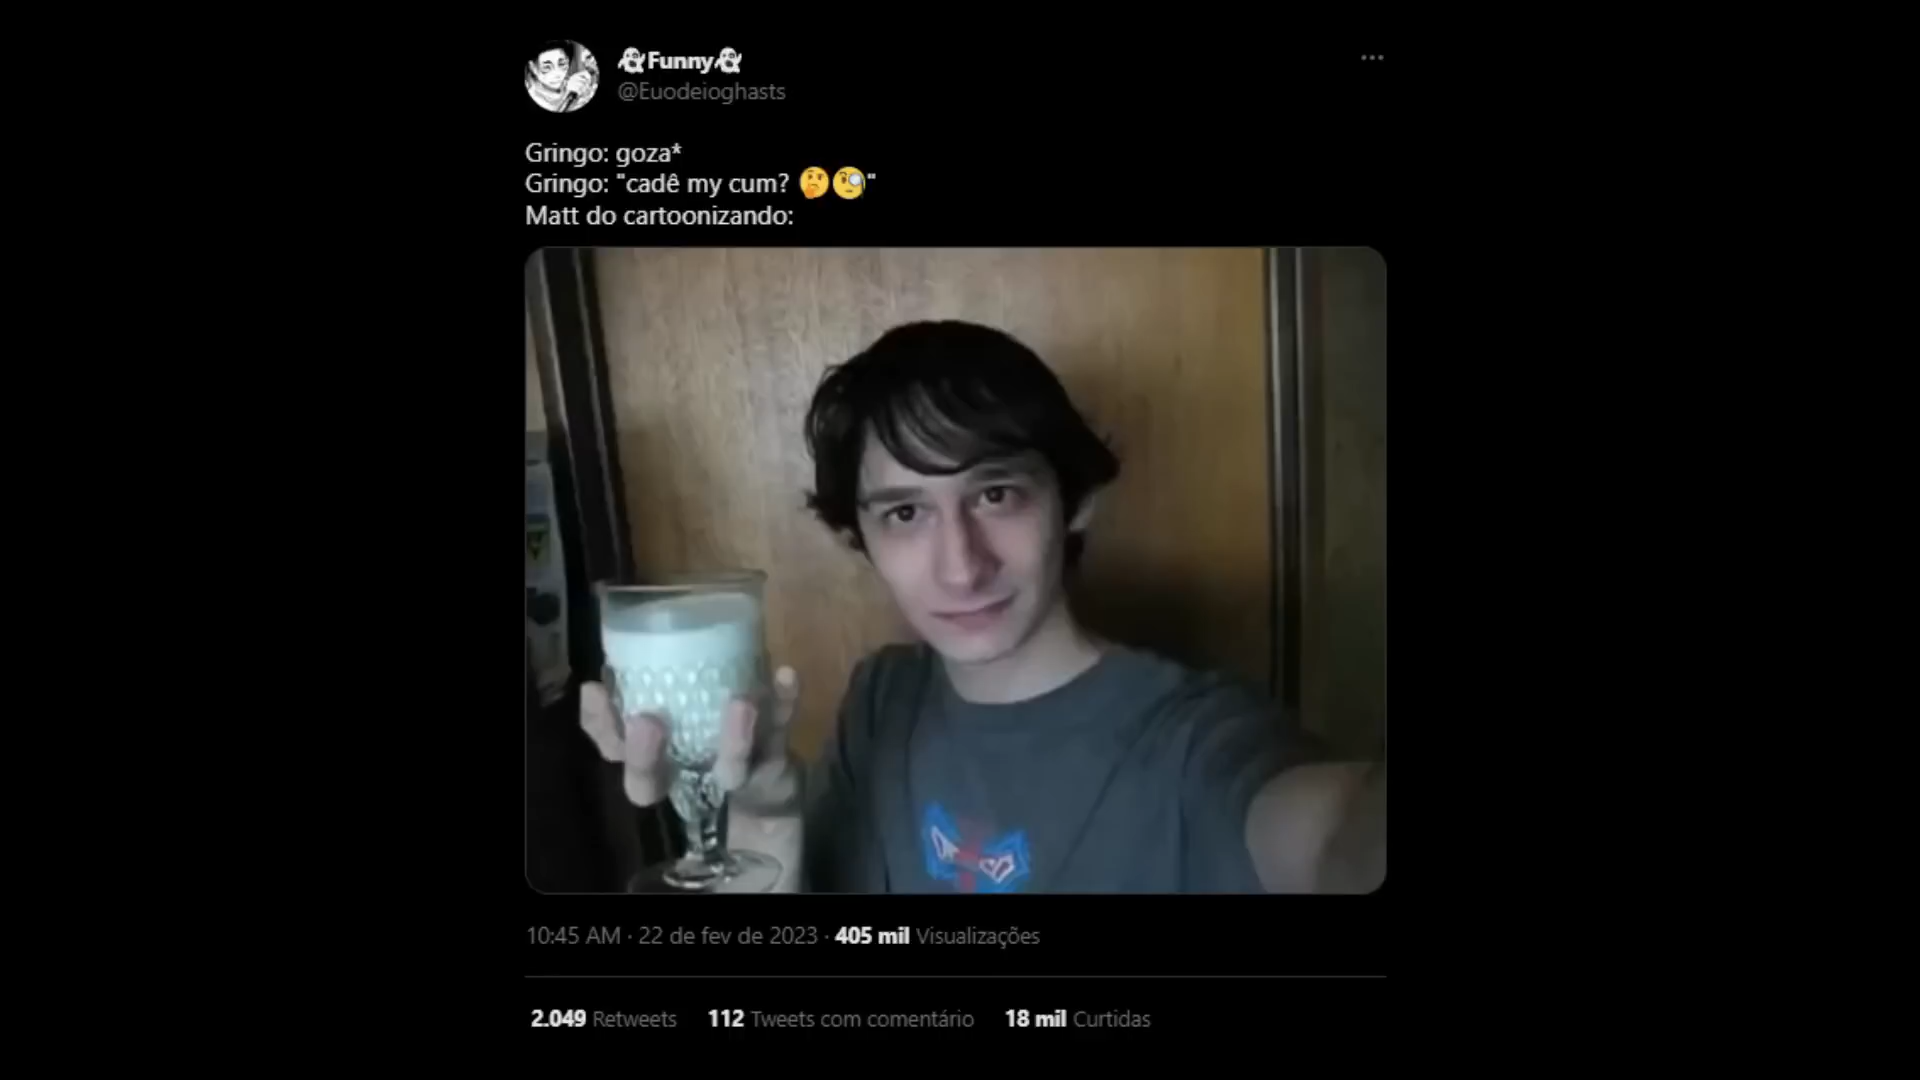 👻Funny👻
@Euodeioghasts
Gringo: goza*
Gringo: "cadê my cum? 🤔🧐"
Matt do cartoonizando:
10:45 AM · 22 de fev de 2023 · 405 mil Visualizações
2.049 Retweets 112 Tweets com comentário 18 mil Curtidas